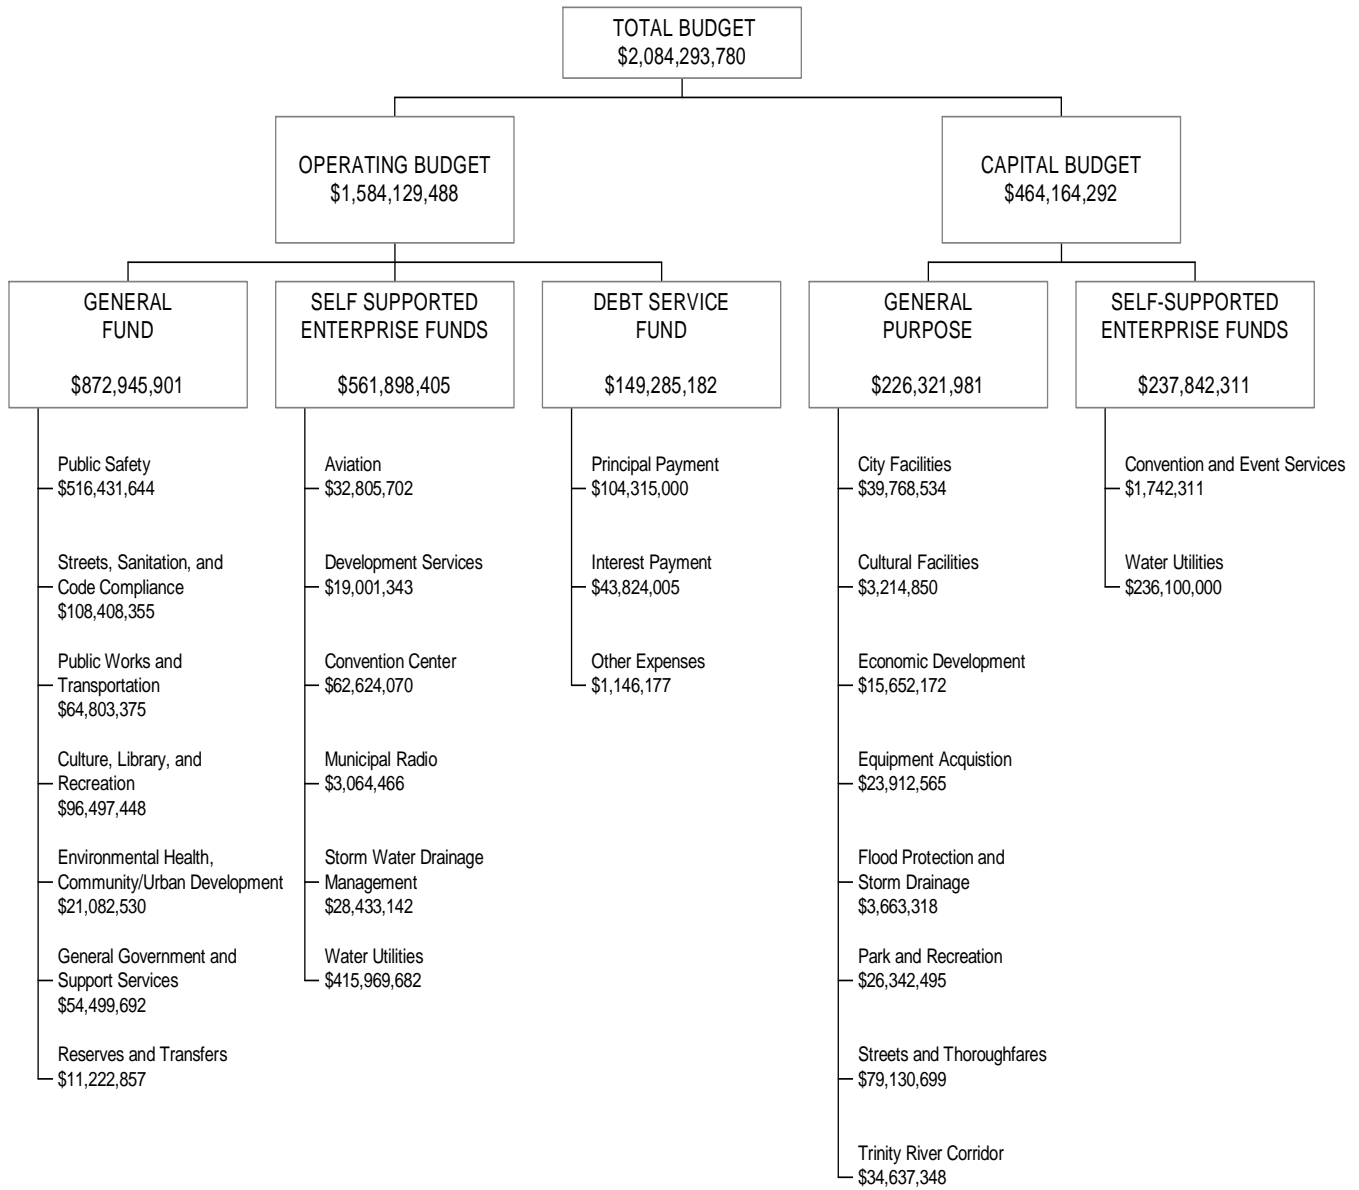 TOTAL BUDGET
$2,084,293,780
OPERATING BUDGET
$1,584,129,488
CAPITAL BUDGET
$464,164,292
GENERAL
FUND
$872,945,901
SELF SUPPORTED
ENTERPRISE FUNDS
$561,898,405
DEBT SERVICE
FUND
$149,285,182
GENERAL
PURPOSE
$226,321,981
SELF-SUPPORTED
ENTERPRISE FUNDS
$237,842,311
Public Safety
$516,431,644
Streets, Sanitation, and
Code Compliance
$108,408,355
Public Works and
Transportation
$64,803,375
Culture, Library, and
Recreation
$96,497,448
Environmental Health,
Community/Urban Development
$21,082,530
General Government and
Support Services
$54,499,692
Reserves and Transfers
$11,222,857
Aviation
$32,805,702
Development Services
$19,001,343
Convention Center
$62,624,070
Municipal Radio
$3,064,466
Storm Water Drainage
Management
$28,433,142
Water Utilities
$415,969,682
Principal Payment
$104,315,000
Interest Payment
$43,824,005
Other Expenses
$1,146,177
City Facilities
$39,768,534
Cultural Facilities
$3,214,850
Economic Development
$15,652,172
Equipment Acquistion
$23,912,565
Flood Protection and
Storm Drainage
$3,663,318
Park and Recreation
$26,342,495
Streets and Thoroughfares
$79,130,699
Trinity River Corridor
$34,637,348
Convention and Event Services
$1,742,311
Water Utilities
$236,100,000